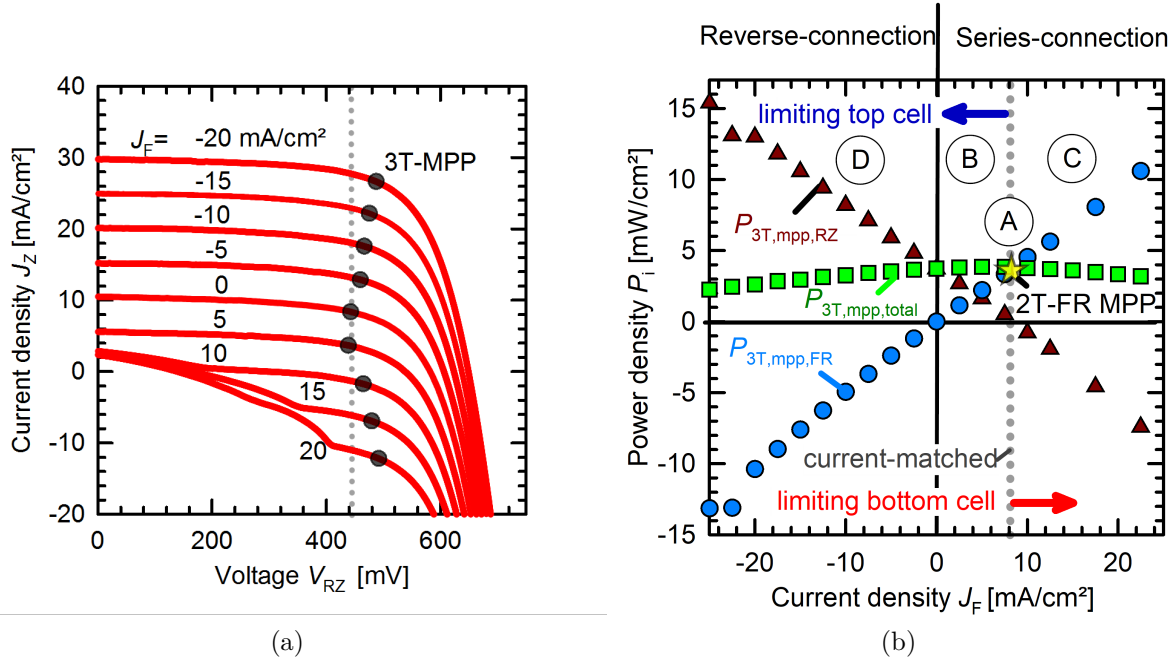 40
30
20
10
0
-10
-20
0
200
400
600
Current density J_Z [mA/cm²]
Voltage V_RZ [mV]
J_F= -20 mA/cm²
-15
-10
-5
0
5
10
15
20
3T-MPP
(a)
Reverse-connection
Series-connection
15
10
5
0
-5
-10
-15
-20
-10
0
10
20
Power density P_i [mW/cm²]
Current density J_F [mA/cm²]
limiting top cell
D
B
C
A
P_3T,mpp,RZ
P_3T,mpp,total
2T-FR MPP
P_3T,mpp,FR
current-matched
limiting bottom cell
(b)